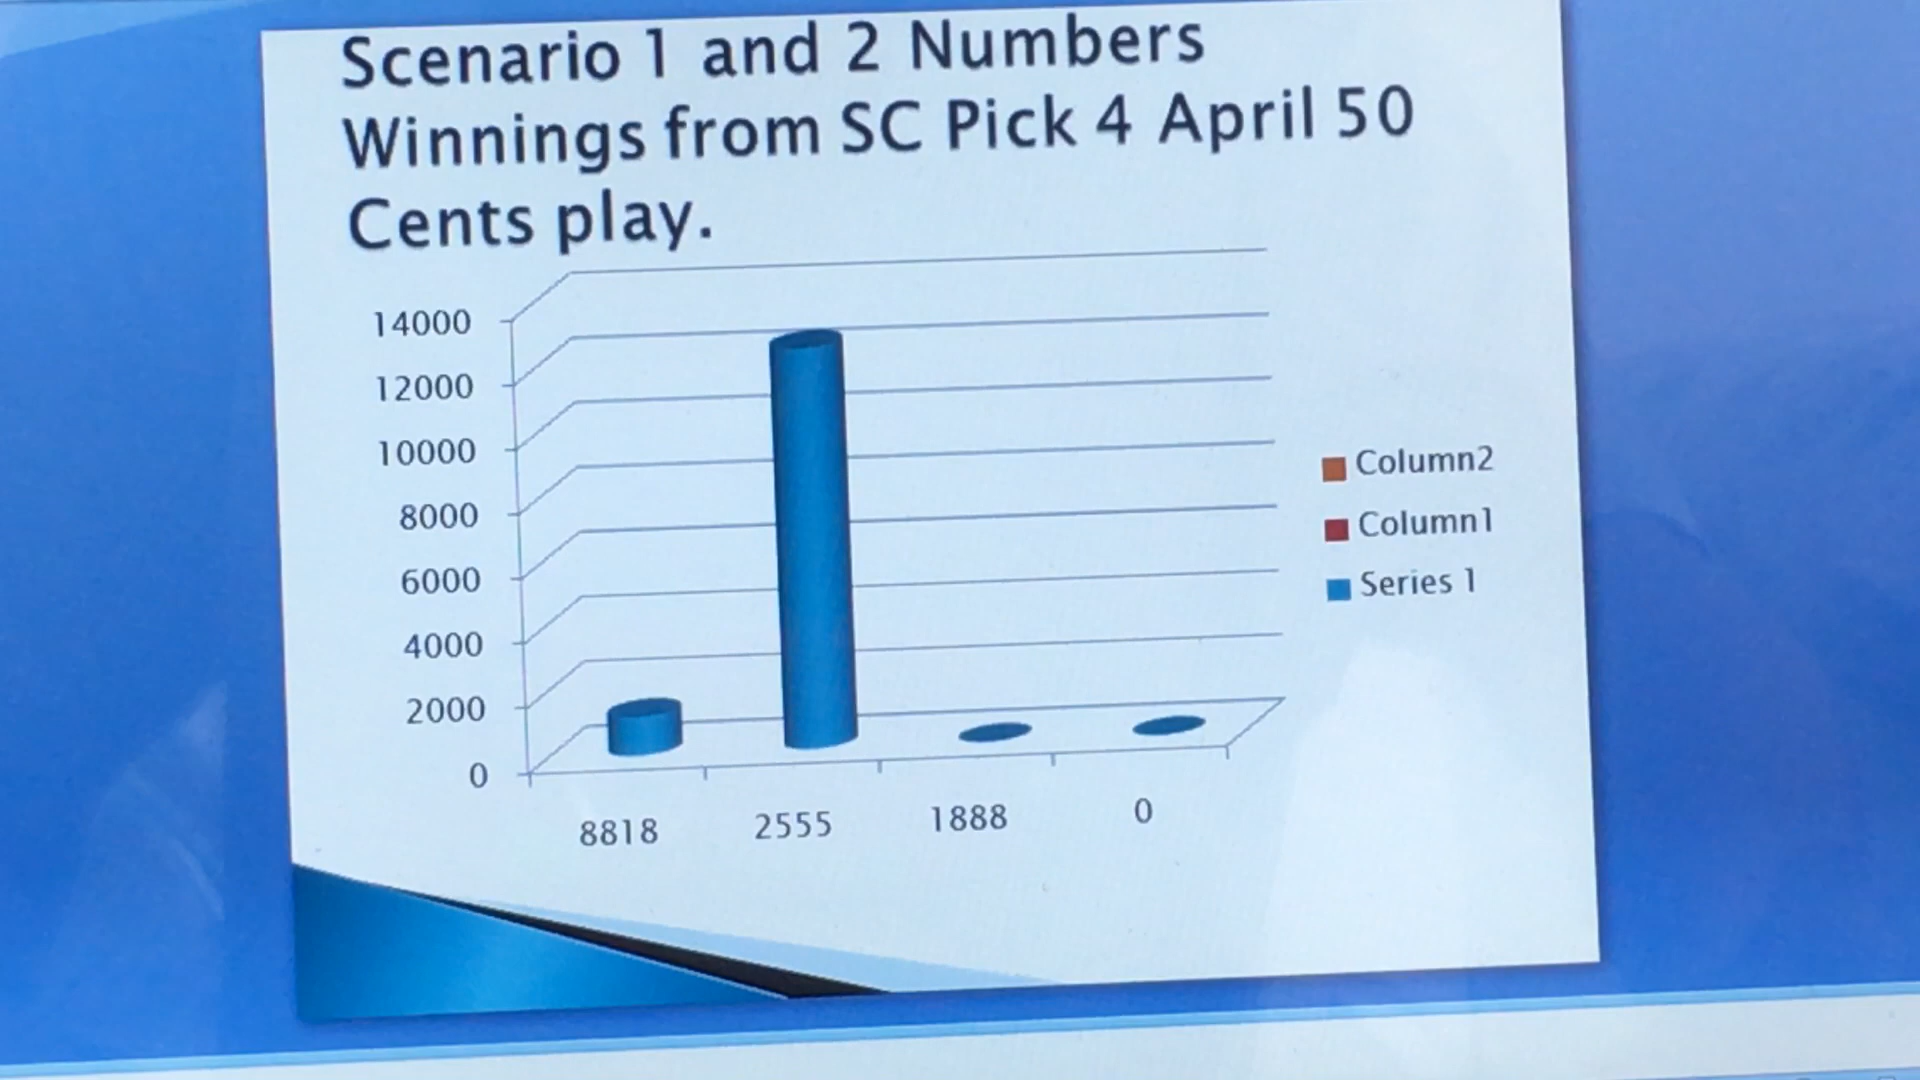 Scenario 1 and 2 Numbers
Winnings from SC Pick 4 April 50
Cents play.
14000
12000
10000
8000
6000
4000
2000
0
8818
2555
1888
0
Column2
Column1
Series 1